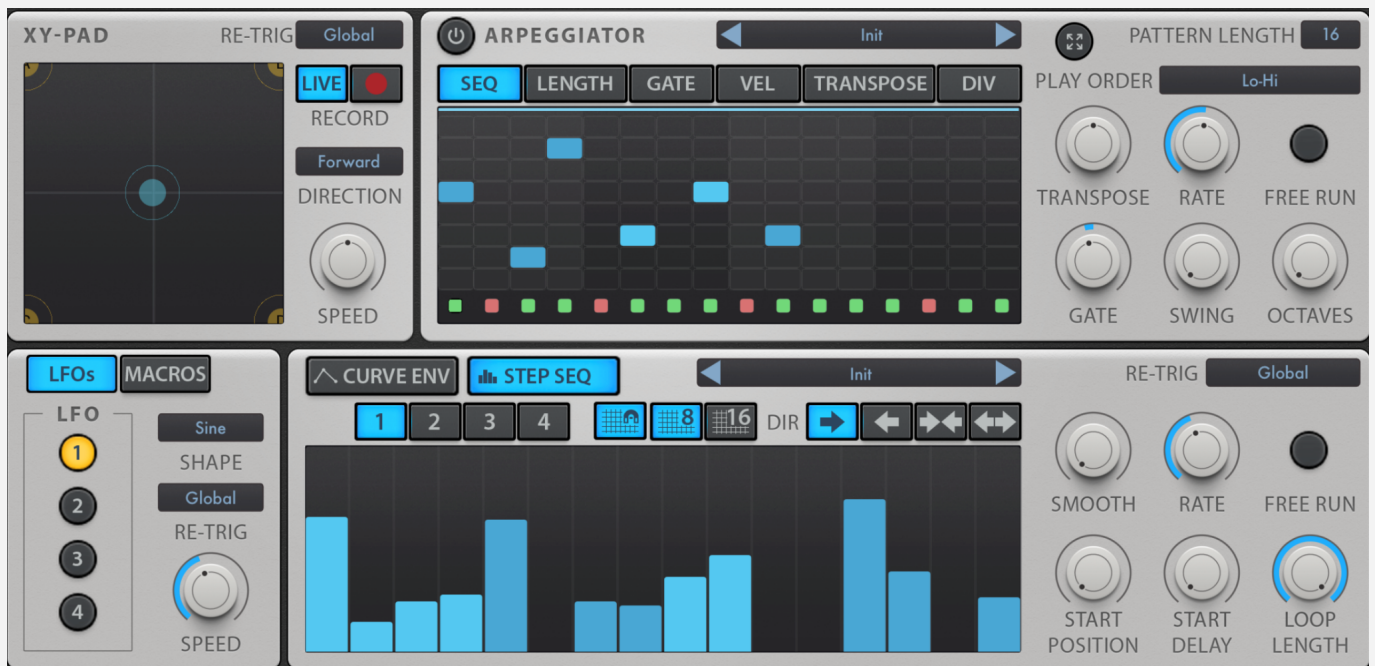 XY-PAD RE-TRIG Global
LIVE
RECORD
Forward
DIRECTION
SPEED
ARPEGGIATOR Init PATTERN LENGTH 16
SEQ LENGTH GATE VEL TRANSPOSE DIV
PLAY ORDER Lo-Hi
TRANSPOSE RATE FREE RUN
GATE SWING OCTAVES
LFOs MACROS
LFO
1
2
3
4
Sine
SHAPE
Global
RE-TRIG
SPEED
CURVE ENV STEP SEQ Init RE-TRIG Global
1 2 3 4 8 16 DIR
SMOOTH RATE FREE RUN
START POSITION
START DELAY
LOOP LENGTH